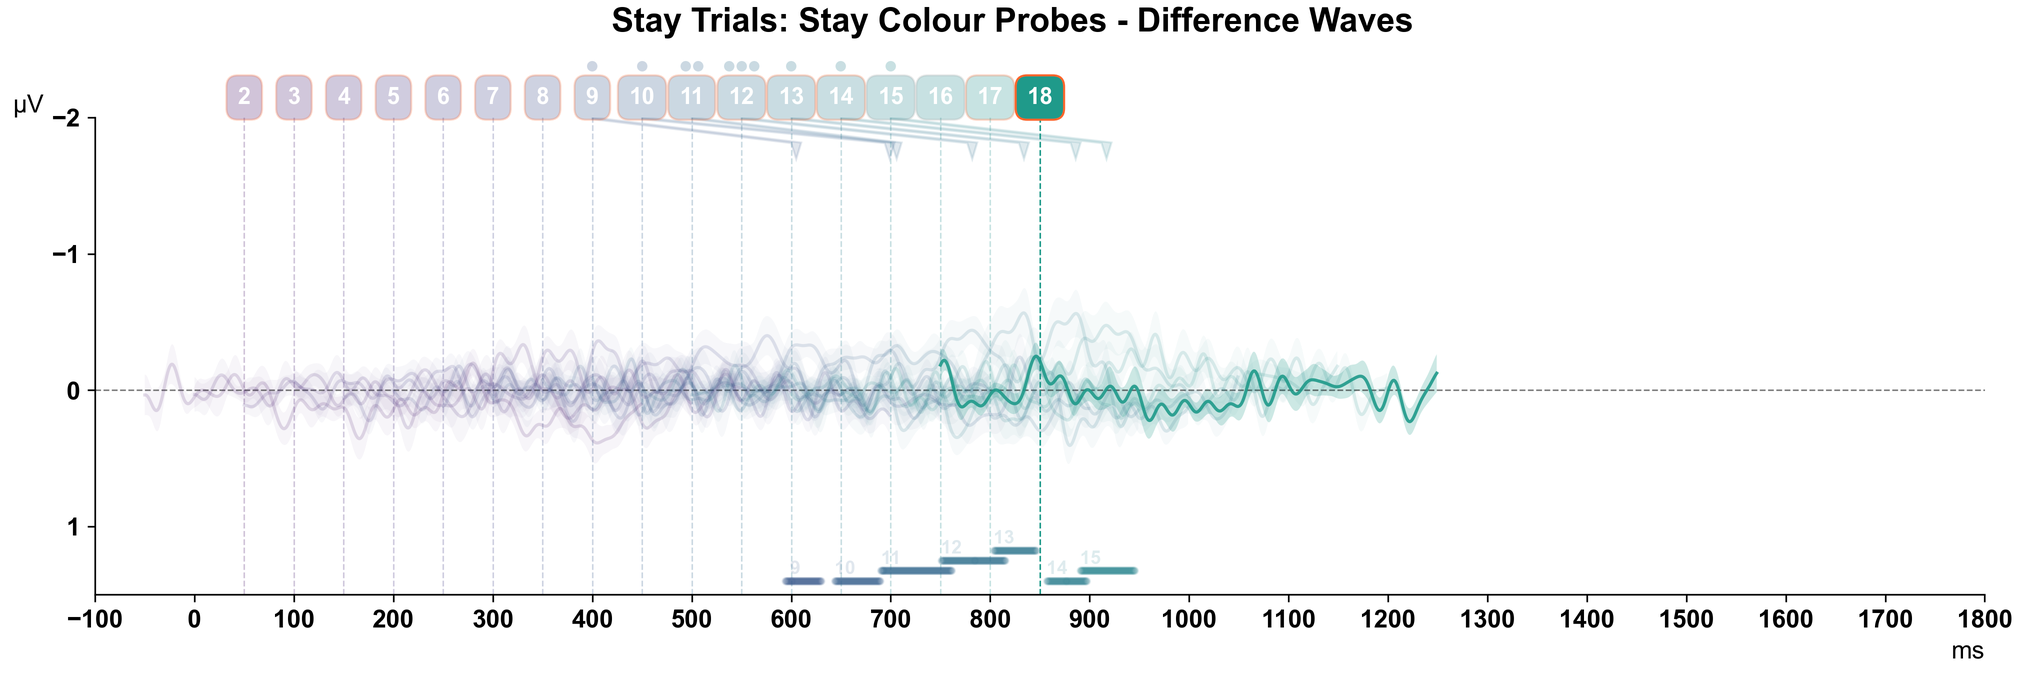 Stay Trials: Stay Colour Probes - Difference Waves
2 3 4 5 6 7 8 9 10 11 12 13 14 15 16 17 18
µV
−2
−1
0
1
13
12
11
9 10 14 15
−100 0 100 200 300 400 500 600 700 800 900 1000 1100 1200 1300 1400 1500 1600 1700 1800
ms